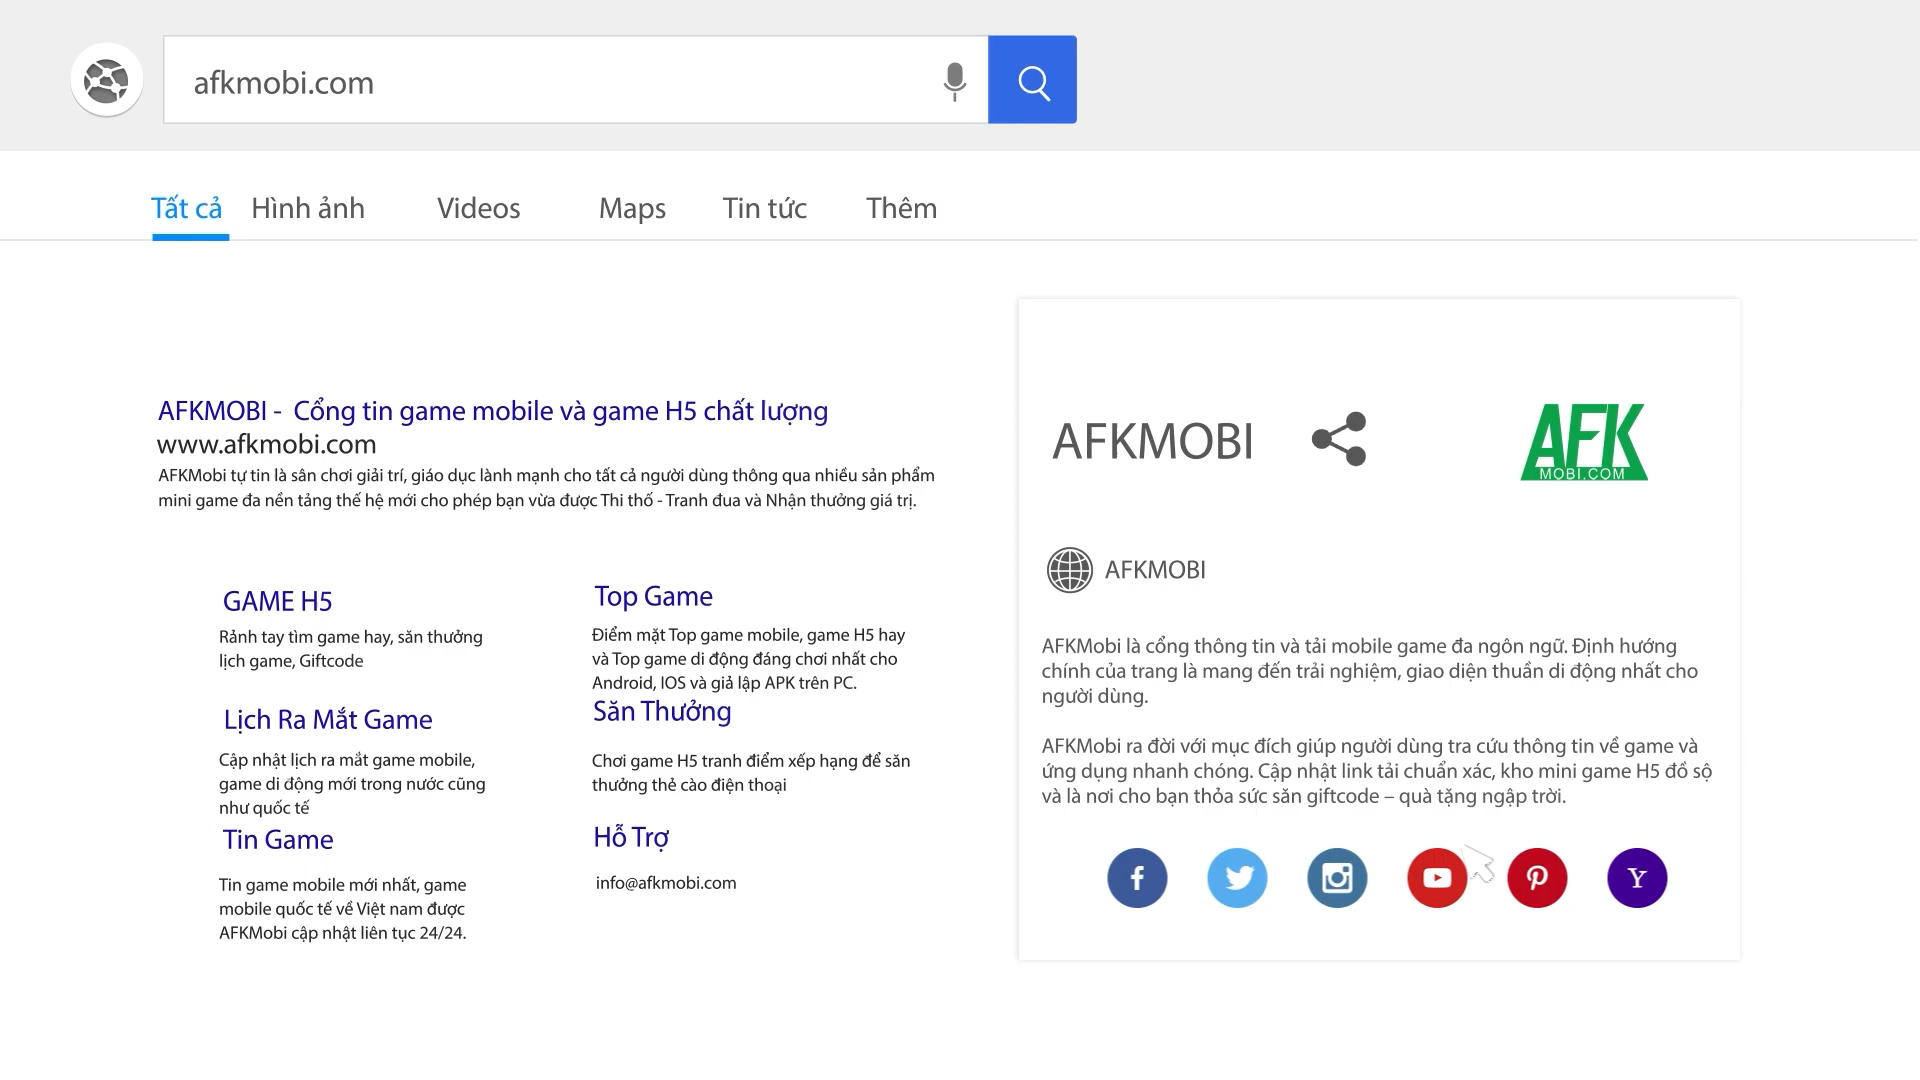 afkmobi.com
Tất cả Hình ảnh Videos Maps Tin tức Thêm
AFKMOBI - Cổng tin game mobile và game H5 chất lượng
www.afkmobi.com
AFKMobi tự tin là sân chơi giải trí, giáo dục lành mạnh cho tất cả người dùng thông qua nhiều sản phẩm
mini game đa nền tảng thế hệ mới cho phép bạn vừa được Thi thố - Tranh đua và Nhận thưởng giá trị.
GAME H5
Rảnh tay tìm game hay, săn thưởng
lịch game, Giftcode
Lịch Ra Mắt Game
Cập nhật lịch ra mắt game mobile,
game di động mới trong nước cũng
như quốc tế
Tin Game
Tin game mobile mới nhất, game
mobile quốc tế về Việt nam được
AFKMobi cập nhật liên tục 24/24.
Top Game
Điểm mặt Top game mobile, game H5 hay
và Top game di động đáng chơi nhất cho
Android, IOS và giả lập APK trên PC.
Săn Thưởng
Chơi game H5 tranh điểm xếp hạng để săn
thưởng thẻ cào điện thoại
Hỗ Trợ
info@afkmobi.com
AFKMOBI
AFK
MOBI.COM
AFKMOBI
AFKMobi là cổng thông tin và tải mobile game đa ngôn ngữ. Định hướng
chính của trang là mang đến trải nghiệm, giao diện thuần di động nhất cho
người dùng.
AFKMobi ra đời với mục đích giúp người dùng tra cứu thông tin về game và
ứng dụng nhanh chóng. Cập nhật link tải chuẩn xác, kho mini game H5 đồ sộ
và là nơi cho bạn thỏa sức săn giftcode – quà tặng ngập trời.